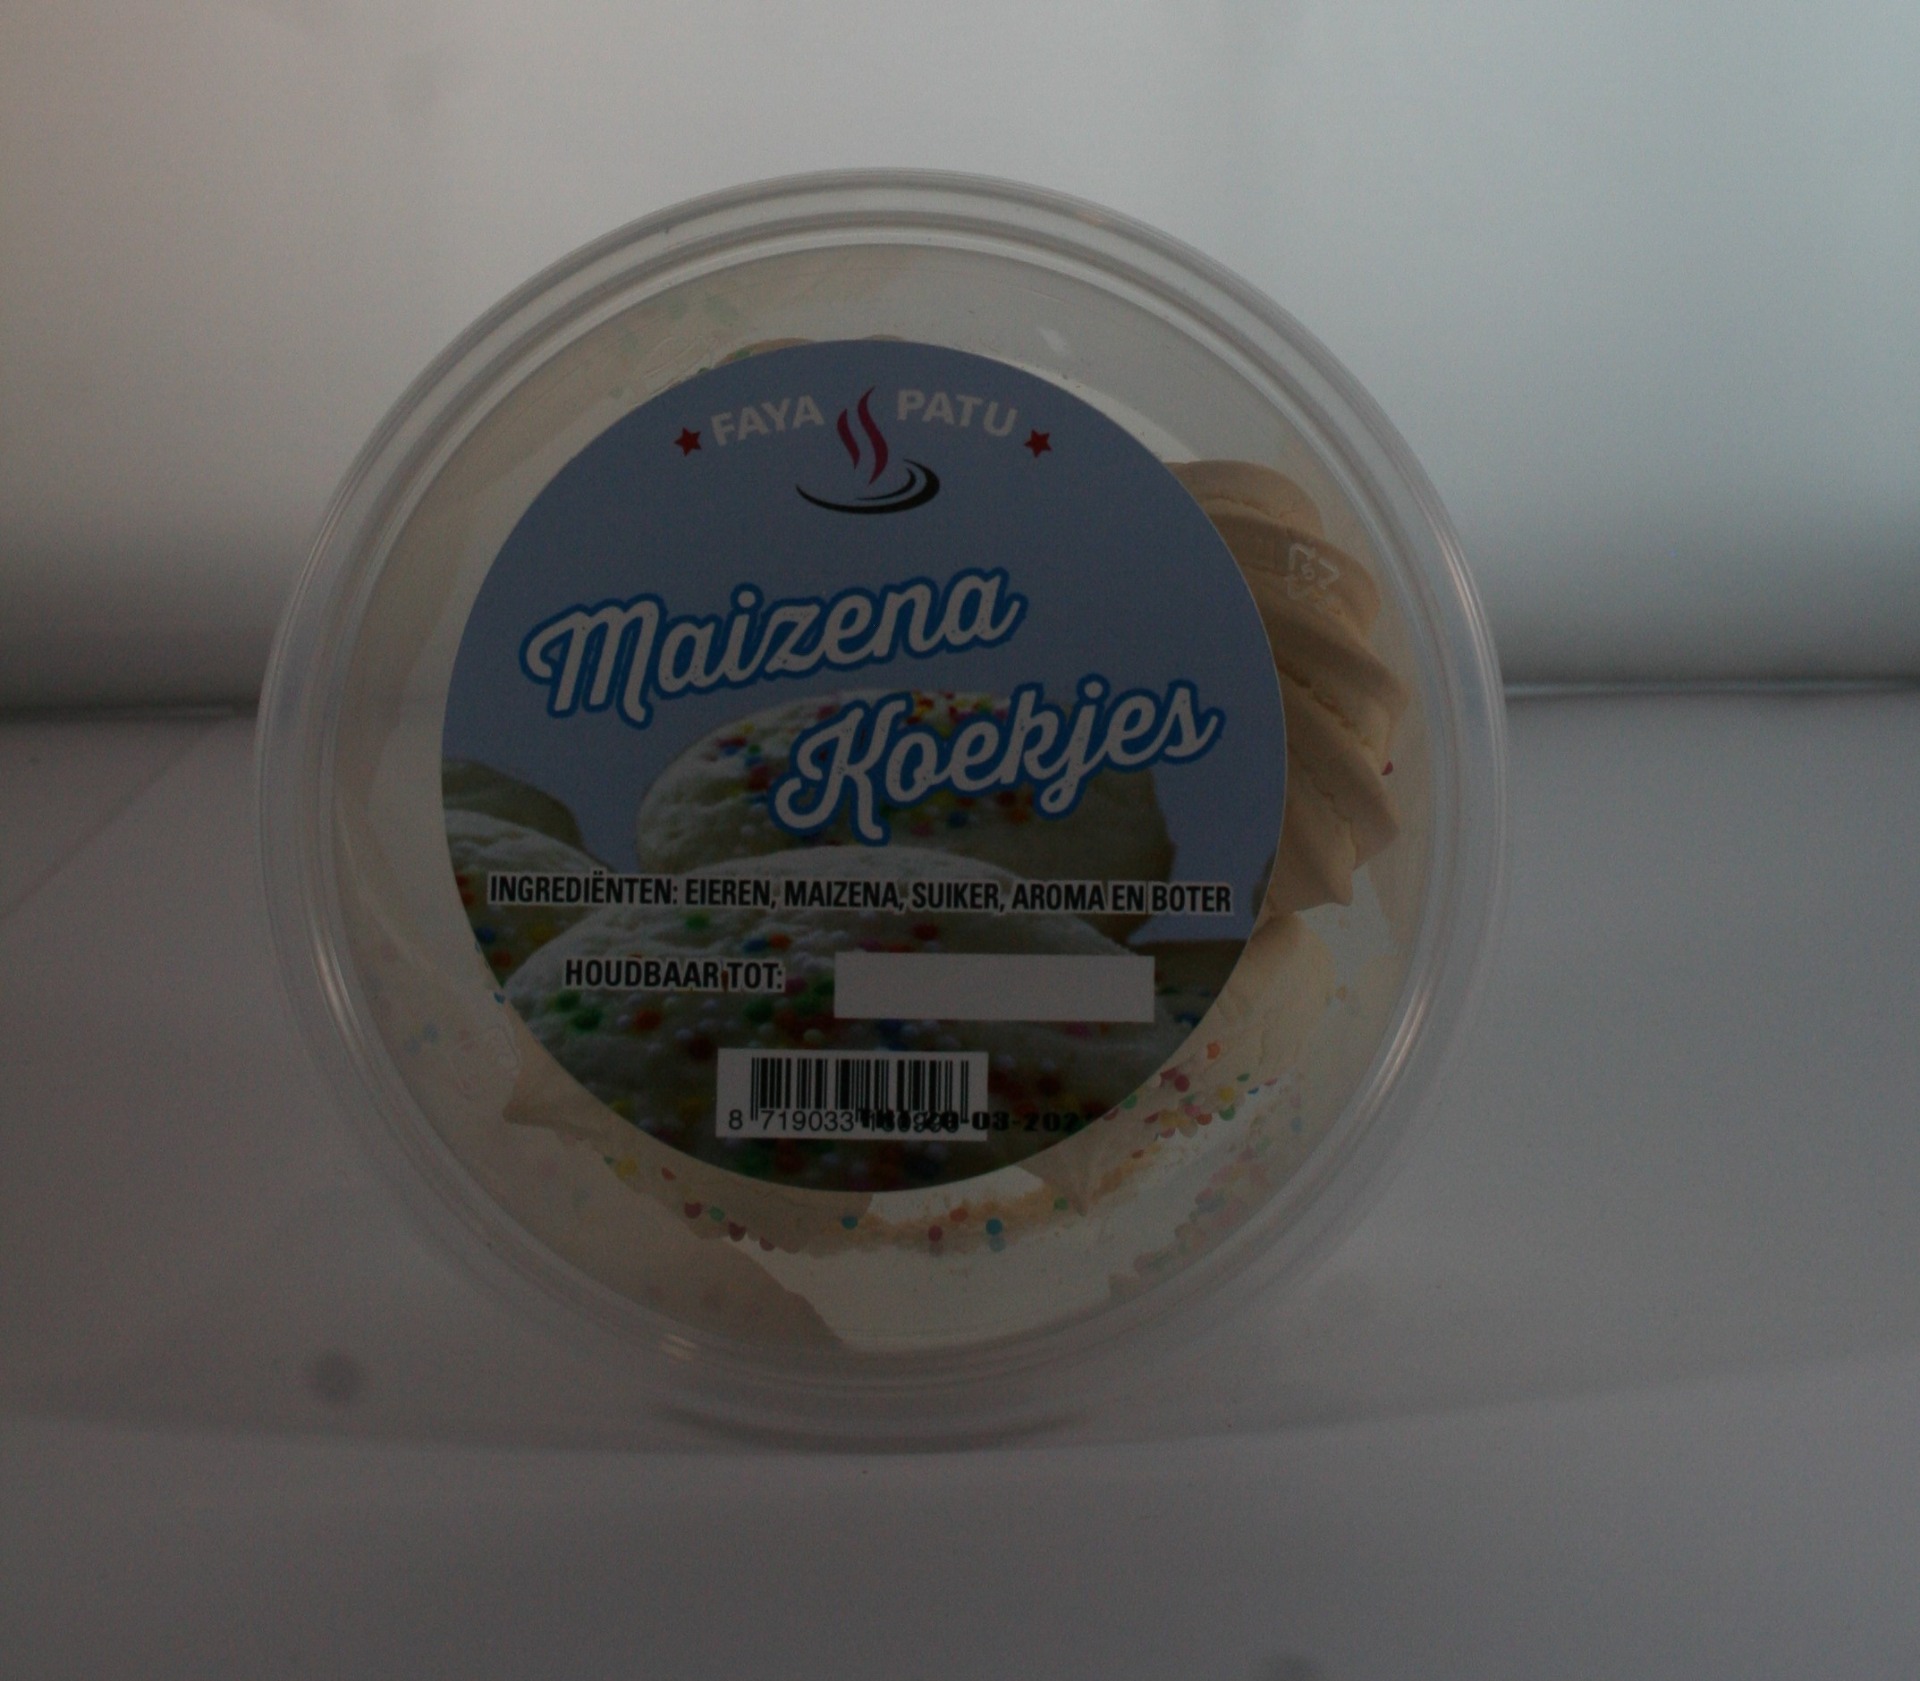 FAYA PATU
Maizena
Koekjes
INGREDIËNTEN: EIEREN, MAIZENA, SUIKER, AROMA EN BOTER
HOUDBAAR TOT:
8 719033